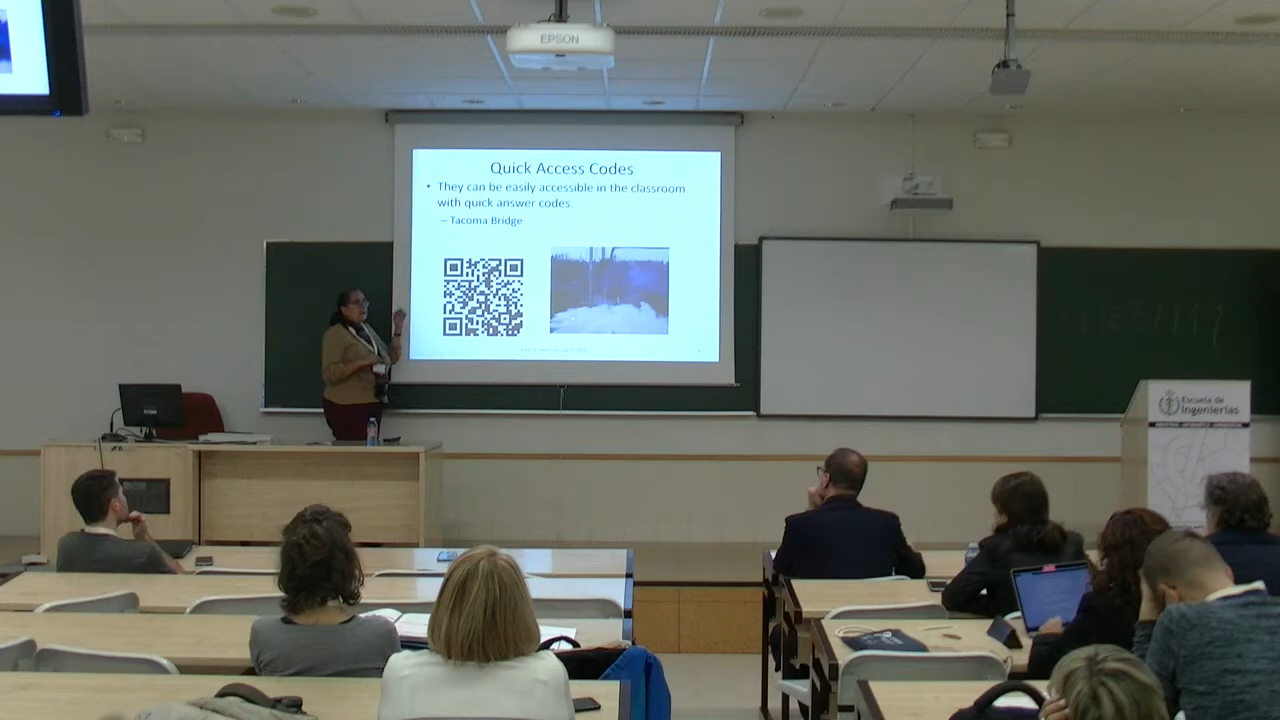 EPSON
Quick Access Codes
• They can be easily accessible in the classroom
with quick answer codes.
– Tacoma Bridge
Escuela de
Ingenierías